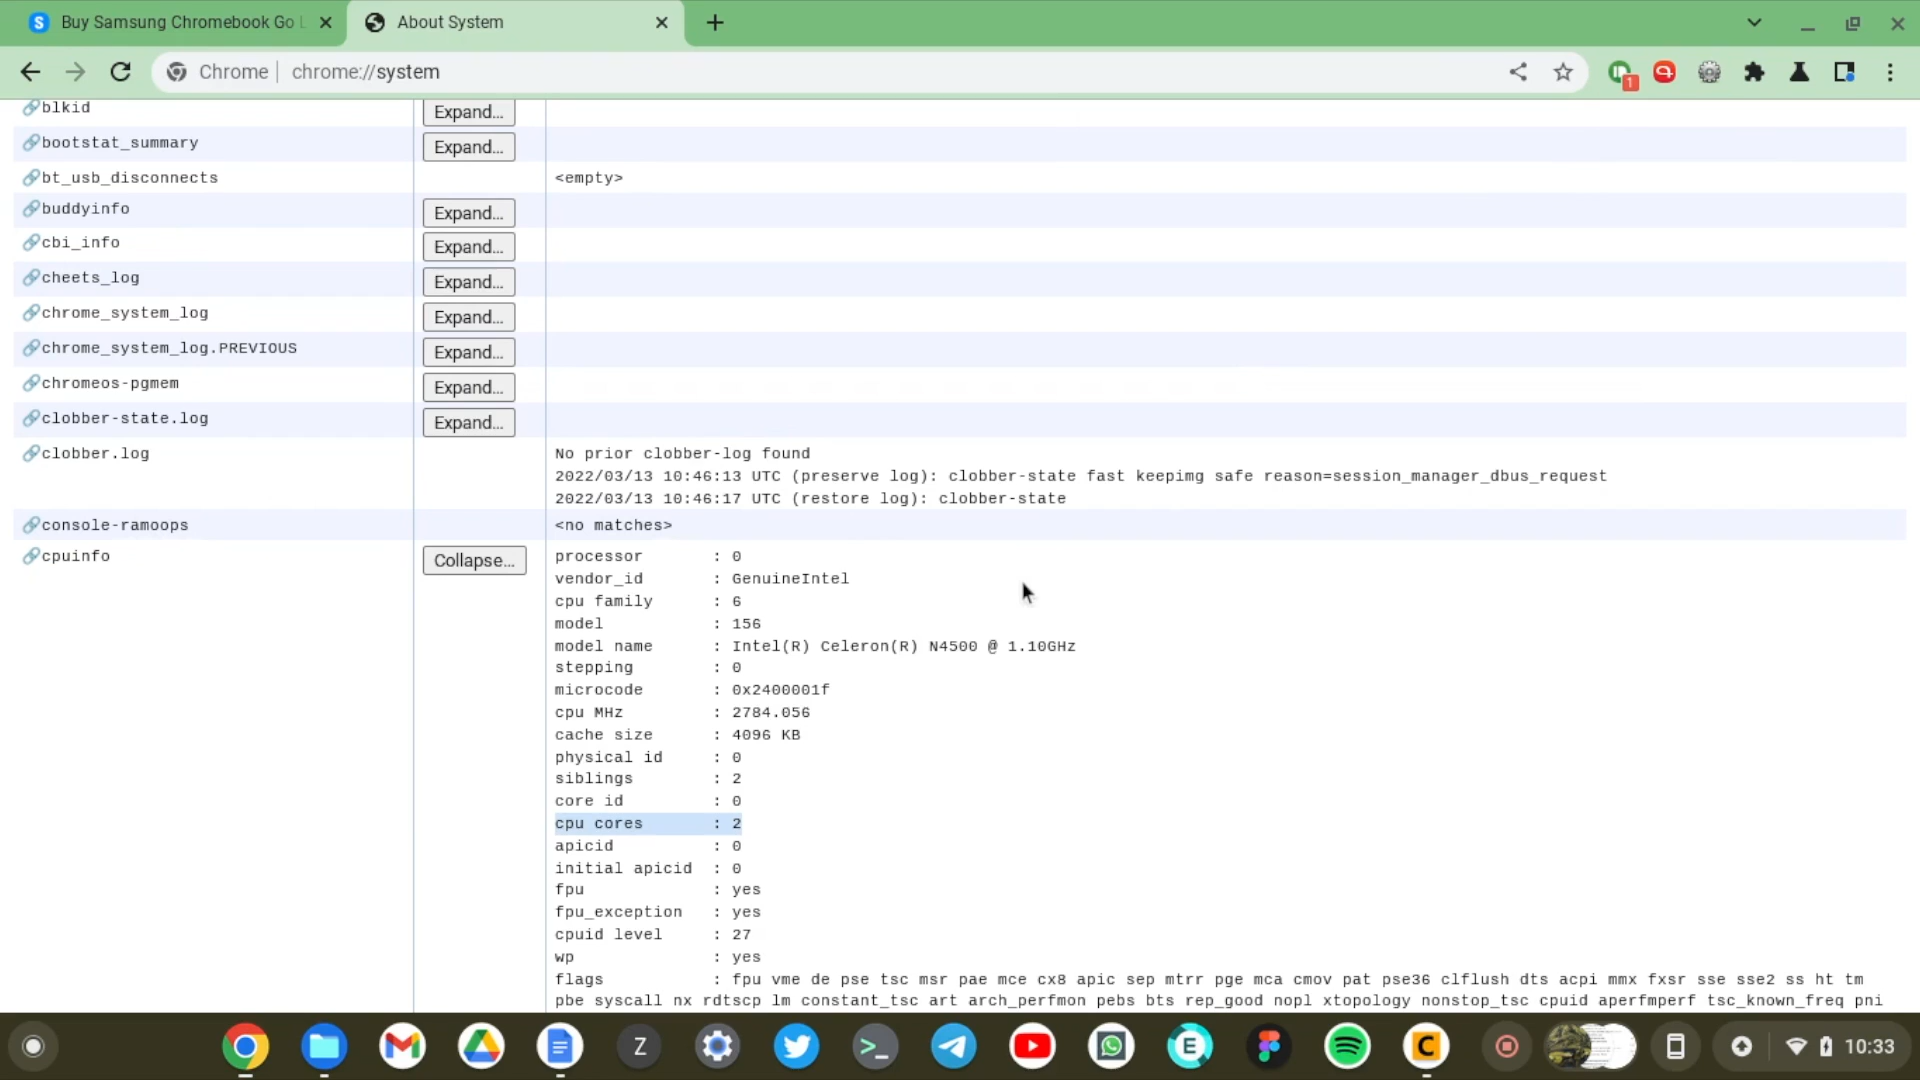 Buy Samsung Chromebook Go L
About System
Chrome
chrome://system
1
blkid
Expand...
bootstat_summary
Expand...
bt_usb_disconnects
<empty>
buddyinfo
Expand...
cbi_info
Expand...
cheets_log
Expand...
chrome_system_log
Expand...
chrome_system_log.PREVIOUS
Expand...
chromeos-pgmem
Expand...
clobber-state.log
Expand...
clobber.log
No prior clobber-log found
2022/03/13 10:46:13 UTC (preserve log): clobber-state fast keepimg safe reason=session_manager_dbus_request
2022/03/13 10:46:17 UTC (restore log): clobber-state
console-ramoops
<no matches>
cpuinfo
Collapse...
processor : 0
vendor_id : GenuineIntel
cpu family : 6
model : 156
model name : Intel(R) Celeron(R) N4500 @ 1.10GHz
stepping : 0
microcode : 0x2400001f
cpu MHz : 2784.056
cache size : 4096 KB
physical id : 0
siblings : 2
core id : 0
cpu cores : 2
apicid : 0
initial apicid : 0
fpu : yes
fpu_exception : yes
cpuid level : 27
wp : yes
flags : fpu vme de pse tsc msr pae mce cx8 apic sep mtrr pge mca cmov pat pse36 clflush dts acpi mmx fxsr sse sse2 ss ht tm
pbe syscall nx rdtscp lm constant_tsc art arch_perfmon pebs bts rep_good nopl xtopology nonstop_tsc cpuid aperfmperf tsc_known_freq pni
Z
E
C
10:33